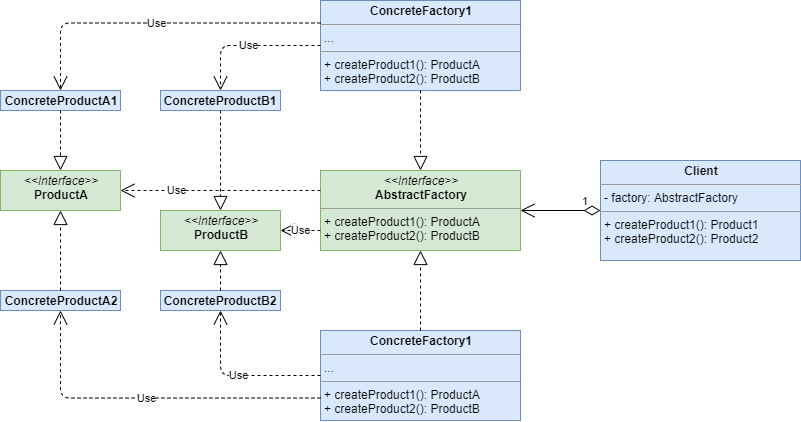 ConcreteFactory1
...
+ createProduct1(): ProductA
+ createProduct2(): ProductB
Use
Use
ConcreteProductA1
ConcreteProductB1
<<Interface>>
ProductA
Use
<<Interface>>
ProductB
Use
<<Interface>>
AbstractFactory
+ createProduct1(): ProductA
+ createProduct2(): ProductB
1
Client
- factory: AbstractFactory
+ createProduct1(): Product1
+ createProduct2(): Product2
ConcreteProductA2
ConcreteProductB2
Use
Use
ConcreteFactory1
...
+ createProduct1(): ProductA
+ createProduct2(): ProductB